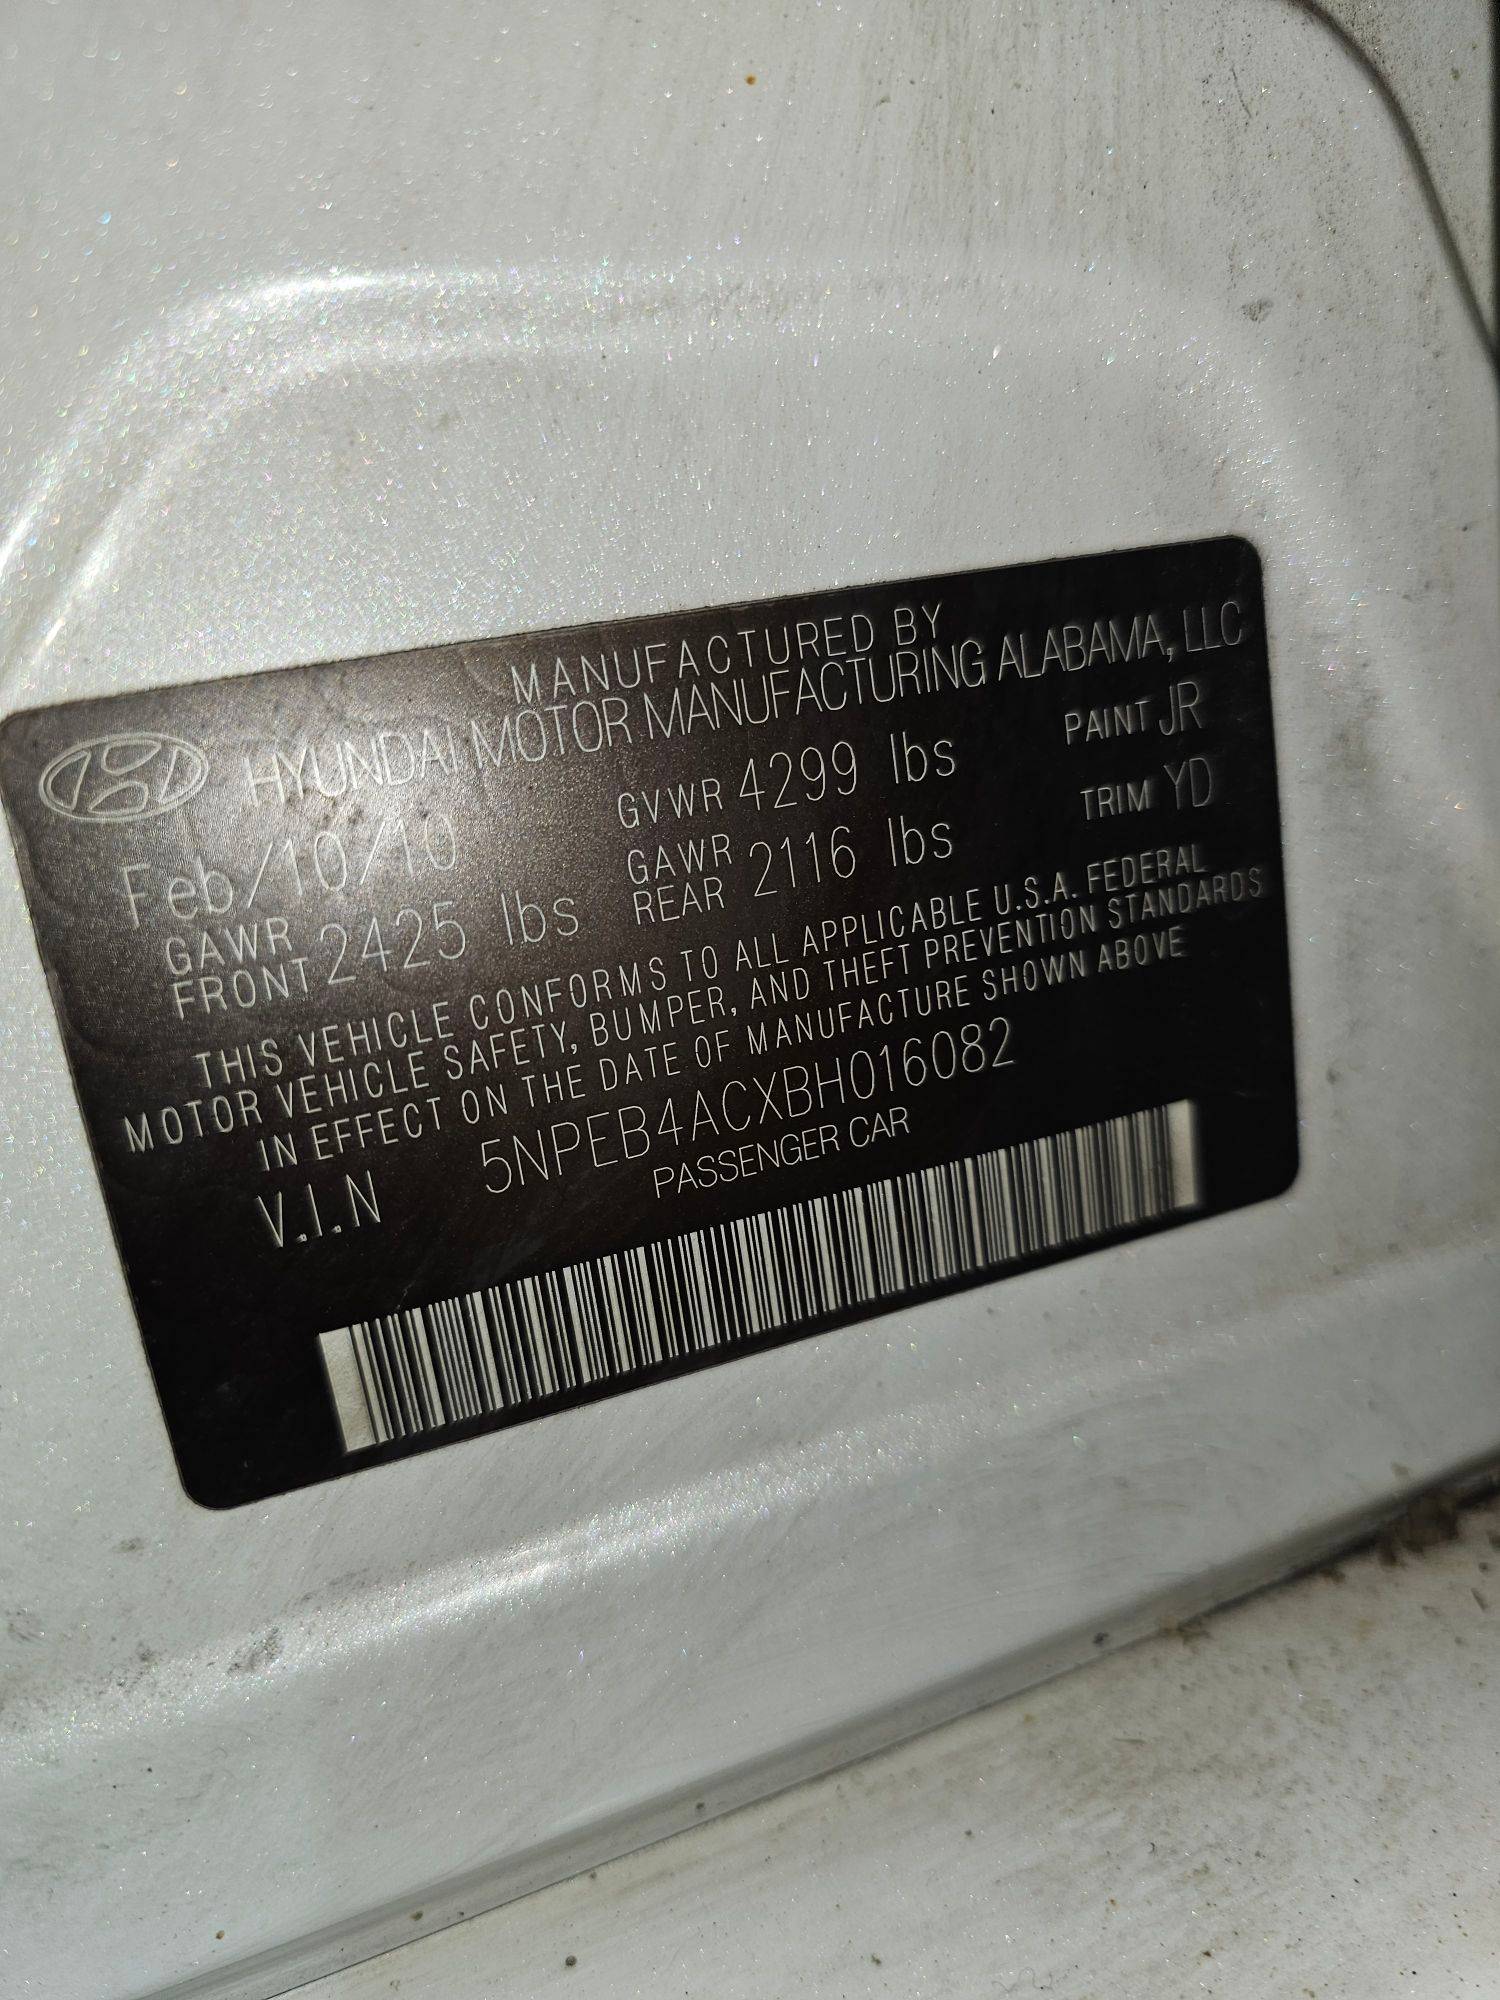 MANUFACTURED BY
HYUNDAI MOTOR MANUFACTURING ALABAMA, LLC
Feb/10/10 GVWR 4299 lbs PAINT JR
GAWR FRONT 2425 lbs GAWR REAR 2116 lbs TRIM YD
THIS VEHICLE CONFORMS TO ALL APPLICABLE U.S.A. FEDERAL
MOTOR VEHICLE SAFETY, BUMPER, AND THEFT PREVENTION STANDARDS
IN EFFECT ON THE DATE OF MANUFACTURE SHOWN ABOVE
V.I.N 5NPEB4ACXBH016082
PASSENGER CAR